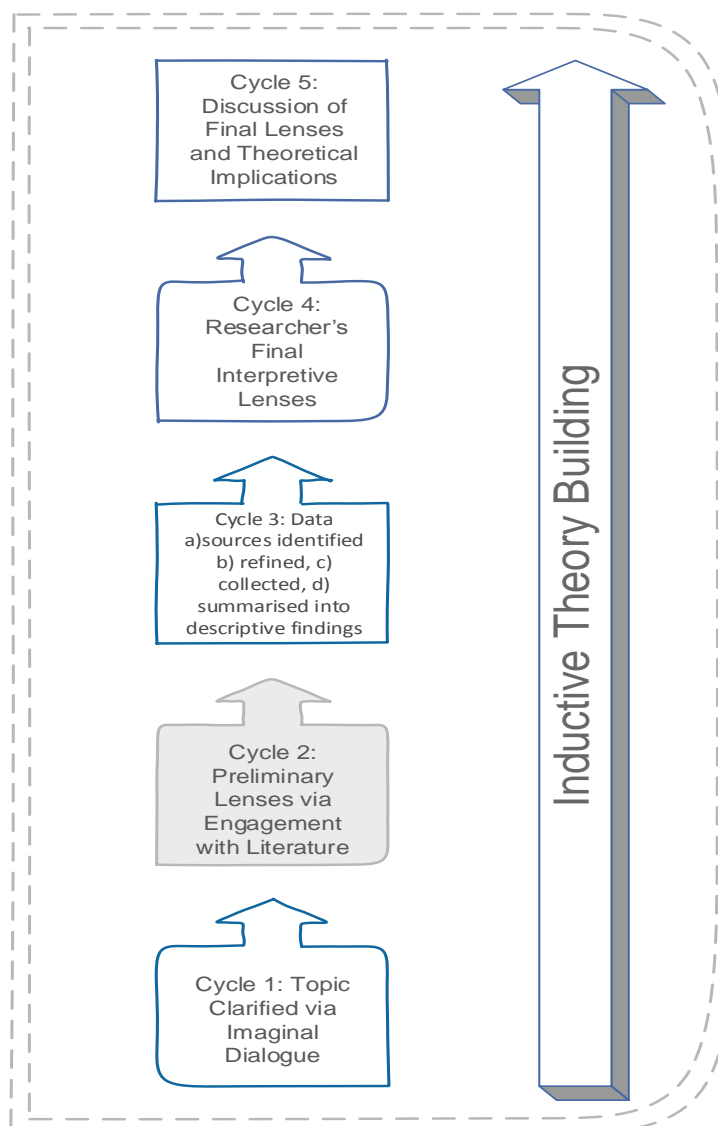 Cycle 5:
Discussion of
Final Lenses
and Theoretical
Implications
Cycle 4:
Researcher’s
Final
Interpretive
Lenses
Cycle 3: Data
a)sources identified
b) refined, c)
collected, d)
summarised into
descriptive findings
Cycle 2:
Preliminary
Lenses via
Engagement
with Literature
Cycle 1: Topic
Clarified via
Imaginal
Dialogue
Inductive Theory Building